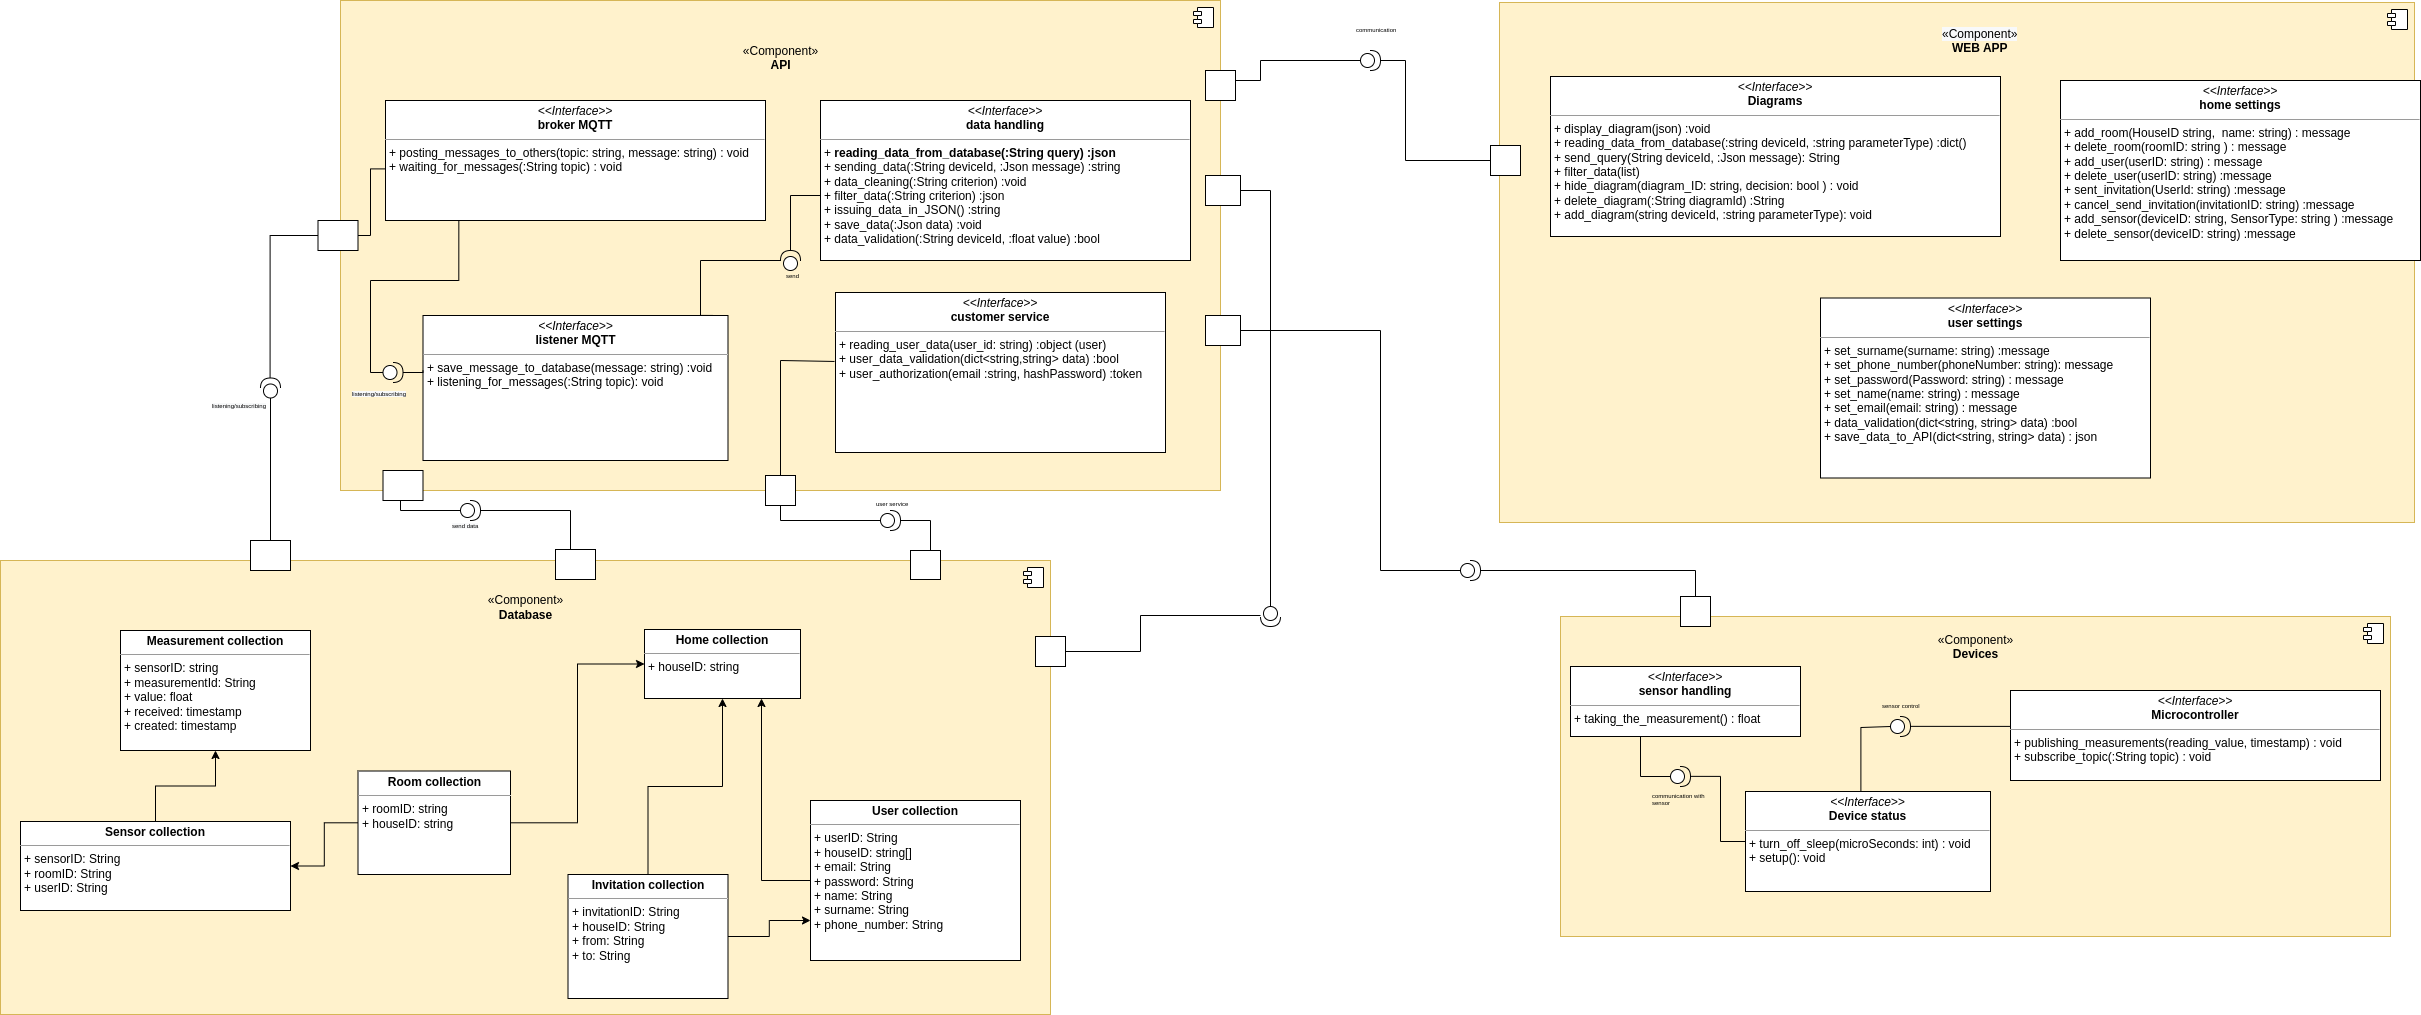 «Component»
API
<<Interface>>
broker MQTT
+ posting_messages_to_others(topic: string, message: string) : void
+ waiting_for_messages(:String topic) : void
<<Interface>>
data handling
+ reading_data_from_database(:String query) :json
+ sending_data(:String deviceId, :Json message) :string
+ data_cleaning(:String criterion) :void
+ filter_data(:String criterion) :json
+ issuing_data_in_JSON() :string
+ save_data(:Json data) :void
+ data_validation(:String deviceId, :float value) :bool
send
<<Interface>>
listener MQTT
+ save_message_to_database(message: string) :void
+ listening_for_messages(:String topic): void
listening/subscribing
<<Interface>>
customer service
+ reading_user_data(user_id: string) :object (user)
+ user_data_validation(dict<string,string> data) :bool
+ user_authorization(email :string, hashPassword) :token
listening/subscribing
send data
user service
communication
«Component»
WEB APP
<<Interface>>
Diagrams
+ display_diagram(json) :void
+ reading_data_from_database(:string deviceId, :string parameterType) :dict()
+ send_query(String deviceId, :Json message): String
+ filter_data(list)
+ hide_diagram(diagram_ID: string, decision: bool ) : void
+ delete_diagram(:String diagramId) :String
+ add_diagram(string deviceId, :string parameterType): void
<<Interface>>
home settings
+ add_room(HouseID string,  name: string) : message
+ delete_room(roomID: string ) : message
+ add_user(userID: string) : message
+ delete_user(userID: string) :message
+ sent_invitation(UserId: string) :message
+ cancel_send_invitation(invitationID: string) :message
+ add_sensor(deviceID: string, SensorType: string ) :message
+ delete_sensor(deviceID: string) :message
<<Interface>>
user settings
+ set_surname(surname: string) :message
+ set_phone_number(phoneNumber: string): message
+ set_password(Password: string) : message
+ set_name(name: string) : message
+ set_email(email: string) : message
+ data_validation(dict<string, string> data) :bool
+ save_data_to_API(dict<string, string> data) : json
«Component»
Database
Measurement collection
+ sensorID: string
+ measurementId: String
+ value: float
+ received: timestamp
+ created: timestamp
Home collection
+ houseID: string
Room collection
+ roomID: string
+ houseID: string
Sensor collection
+ sensorID: String
+ roomID: String
+ userID: String
User collection
+ userID: String
+ houseID: string[]
+ email: String
+ password: String
+ name: String
+ surname: String
+ phone_number: String
Invitation collection
+ invitationID: String
+ houseID: String
+ from: String
+ to: String
«Component»
Devices
<<Interface>>
sensor handling
+ taking_the_measurement() : float
sensor control
<<Interface>>
Microcontroller
+ publishing_measurements(reading_value, timestamp) : void
+ subscribe_topic(:String topic) : void
communication with
sensor
<<Interface>>
Device status
+ turn_off_sleep(microSeconds: int) : void
+ setup(): void